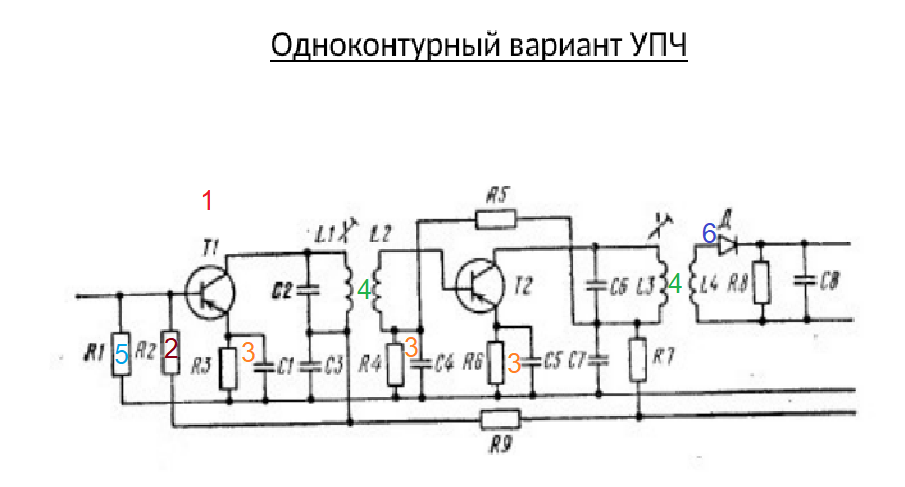 Одноконтурный вариант УПЧ
1
R5
T1
L1
L2
6
Д
C2
4
T2
C6
L3
4
L4
R8
C8
R1
5
R2
2
R3
3
C1
C3
R4
3
C4
R6
3
C5
C7
R7
R9